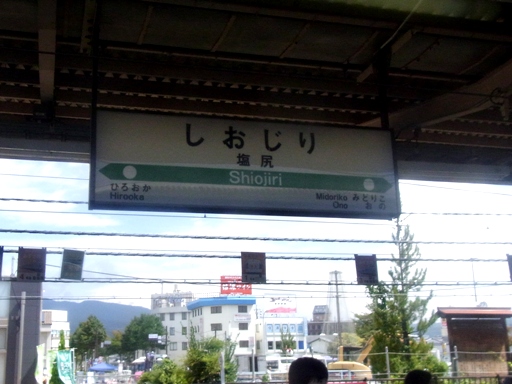 しおじり
塩尻
Shiojiri
ひろおか
Hirooka
Midoriko みどりこ
Ono おの